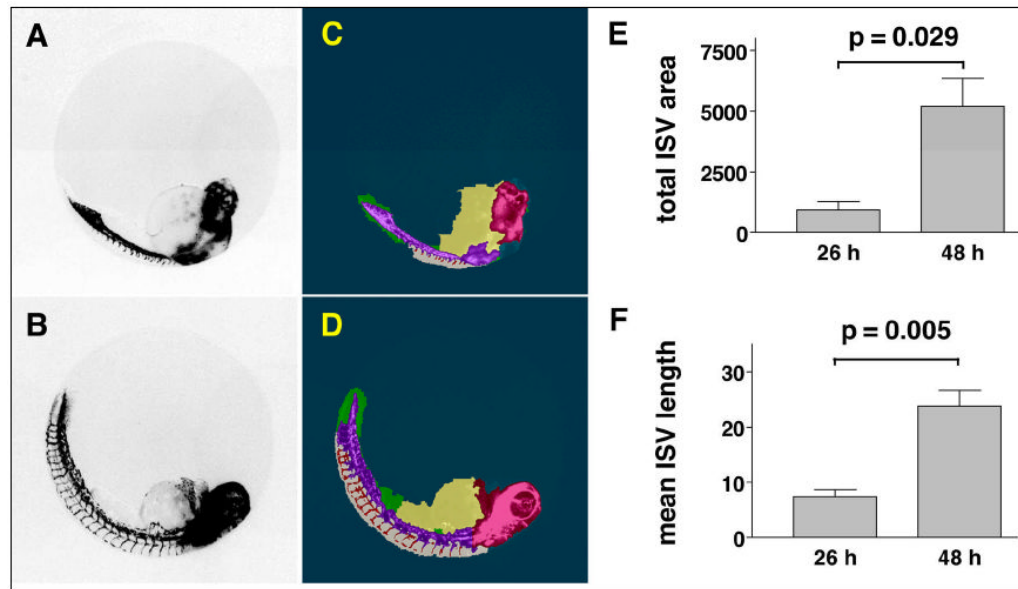 A
C
E
7500
5000
2500
0
total ISV area
p = 0.029
26 h
48 h
B
D
F
30
20
10
0
mean ISV length
p = 0.005
26 h
48 h